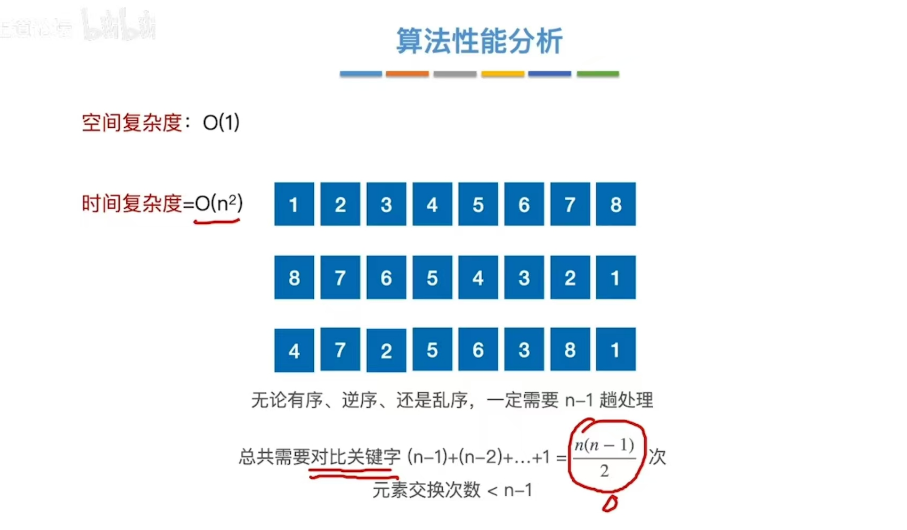 bilibili
算法性能分析
空间复杂度：O(1)
时间复杂度=O(n²)
1 2 3 4 5 6 7 8
8 7 6 5 4 3 2 1
4 7 2 5 6 3 8 1
无论有序、逆序、还是乱序，一定需要 n-1 趟处理
总共需要对比关键字 (n-1)+(n-2)+…+1 = n(n − 1)/2 次
元素交换次数 < n-1